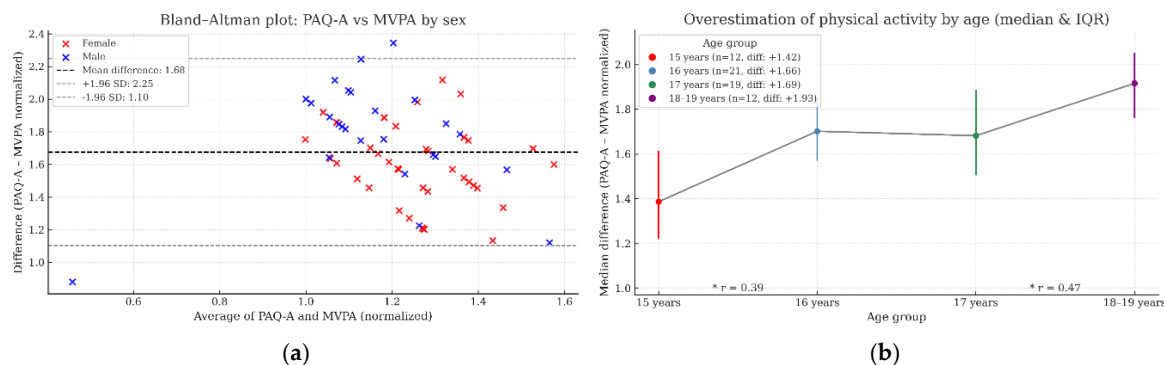 Bland–Altman plot: PAQ-A vs MVPA by sex
Difference (PAQ-A – MVPA normalized)
2.4
2.2
2.0
1.8
1.6
1.4
1.2
1.0
Female
Male
Mean difference: 1.68
+1.96 SD: 2.25
-1.96 SD: 1.10
0.6
0.8
1.0
1.2
1.4
1.6
Average of PAQ-A and MVPA (normalized)
(a)
Overestimation of physical activity by age (median & IQR)
Median difference (PAQ-A – MVPA normalized)
2.0
1.8
1.6
1.4
1.2
1.0
Age group
15 years (n=12, diff: +1.42)
16 years (n=21, diff: +1.66)
17 years (n=19, diff: +1.69)
18–19 years (n=12, diff: +1.93)
* r = 0.39
* r = 0.47
15 years
16 years
17 years
18–19 years
Age group
(b)